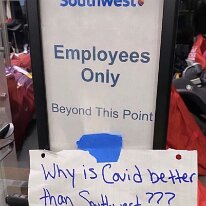 Southwest
Employees
Only
Beyond This Point
Why is Covid better
than Southwest???